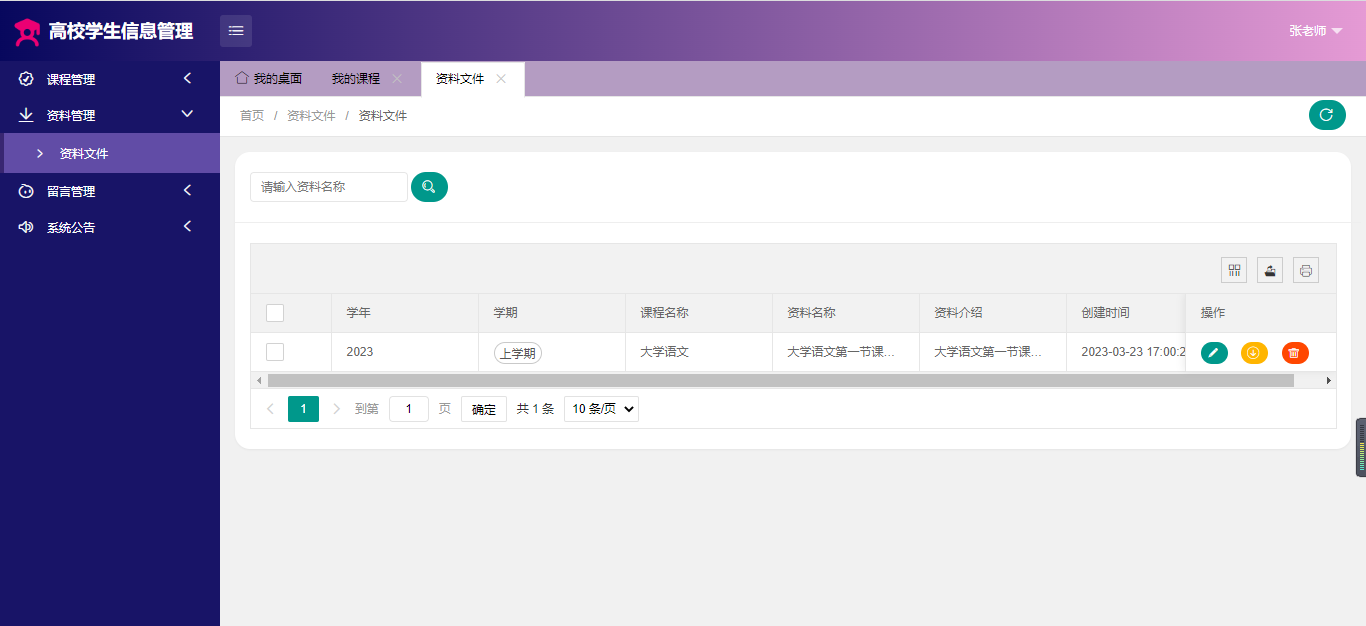 高校学生信息管理
张老师
课程管理
资料管理
资料文件
留言管理
系统公告
我的桌面 我的课程 资料文件
首页 / 资料文件 / 资料文件
请输入资料名称
学年 学期 课程名称 资料名称 资料介绍 创建时间 操作
2023 上学期 大学语文 大学语文第一节课... 大学语文第一节课... 2023-03-23 17:00:2
1 到第 1 页 确定 共 1 条 10 条/页